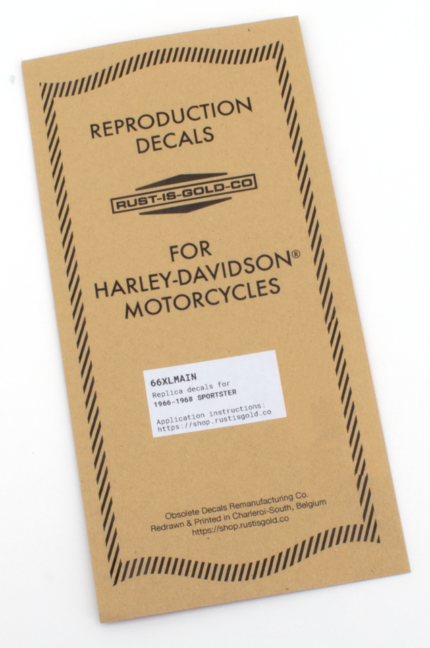 REPRODUCTION
DECALS
RUST-IS-GOLD-CO
FOR
HARLEY-DAVIDSON®
MOTORCYCLES
66XLMAIN
Replica decals for
1966-1968 SPORTSTER
Application instructions:
https://shop.rustisgold.co
Obsolete Decals Remanufacturing Co.
Redrawn & Printed in Charleroi-South, Belgium
https://shop.rustisgold.co